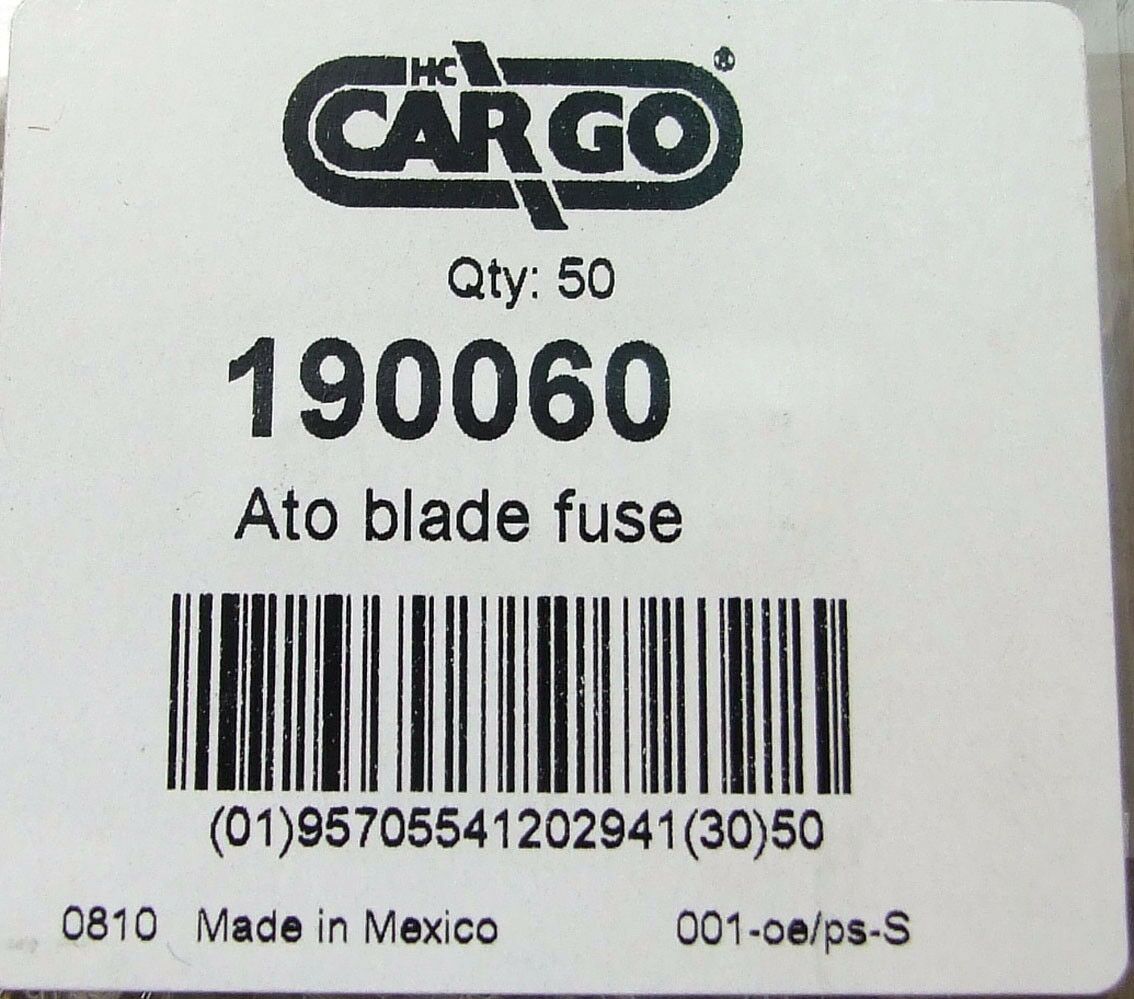 HC
CARGO®
Qty: 50
190060
Ato blade fuse
(01)95705541202941(30)50
0810 Made in Mexico 001-oe/ps-S